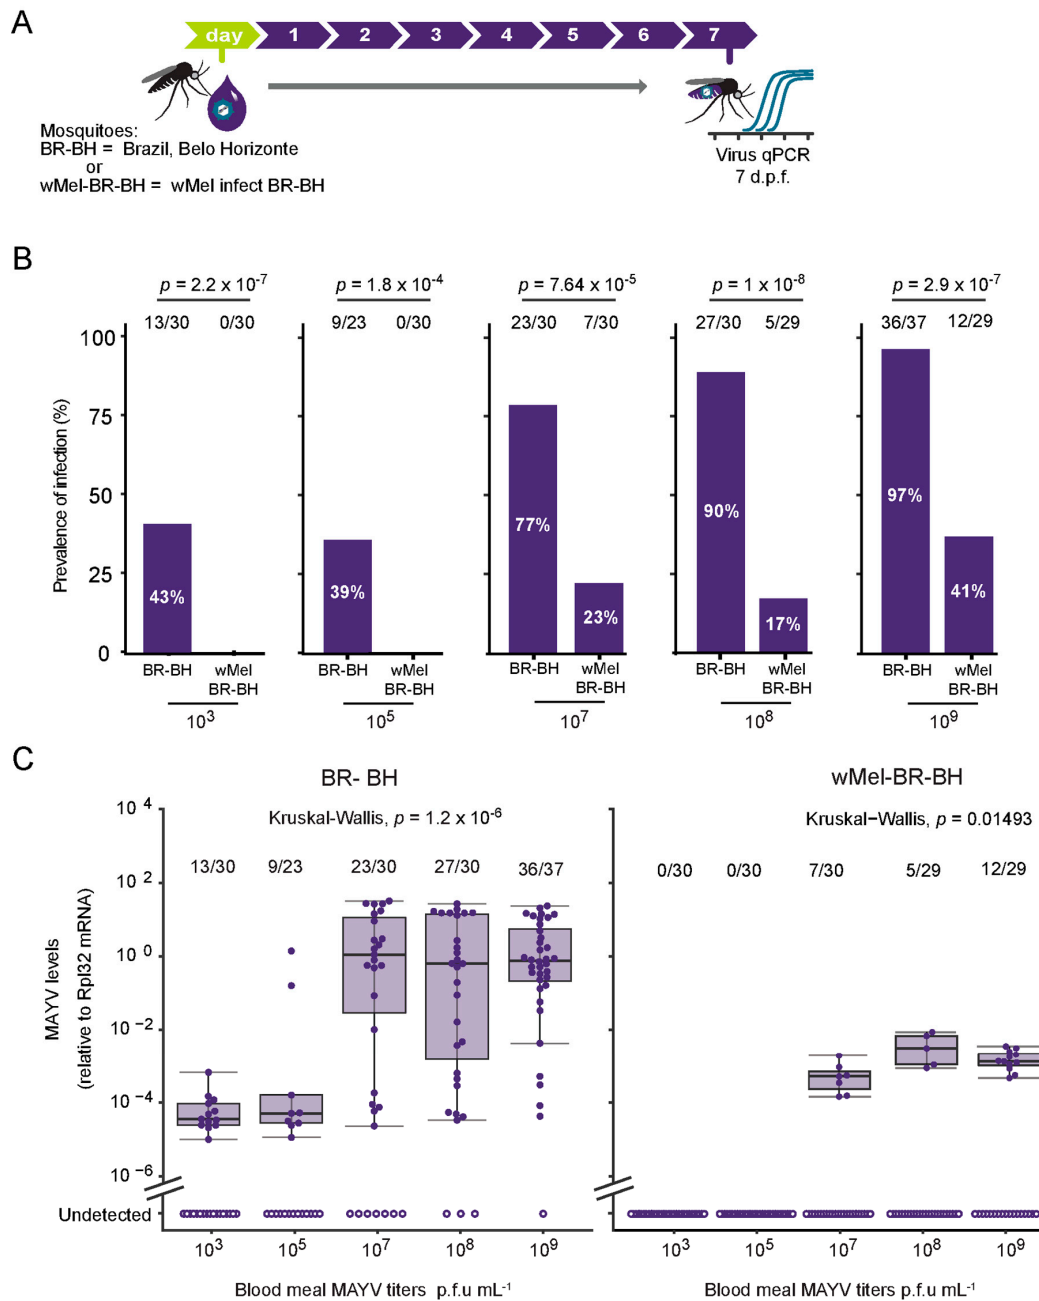 A
day 1 2 3 4 5 6 7
Mosquitoes:
BR-BH = Brazil, Belo Horizonte
or
wMel-BR-BH = wMel infect BR-BH
Virus qPCR
7 d.p.f.
B
p = 2.2 x 10-7 p = 1.8 x 10-4 p = 7.64 x 10-5 p = 1 x 10-8 p = 2.9 x 10-7
13/30 0/30 9/23 0/30 23/30 7/30 27/30 5/29 36/37 12/29
Prevalence of infection (%)
100
75
50
25
0
43% 39% 77% 23% 90% 17% 97% 41%
BR-BH wMel BR-BH BR-BH wMel BR-BH BR-BH wMel BR-BH BR-BH wMel BR-BH BR-BH wMel BR-BH
103 105 107 108 109
C
BR- BH wMel-BR-BH
Kruskal-Wallis, p = 1.2 x 10-6 Kruskal−Wallis, p = 0.01493
13/30 9/23 23/30 27/30 36/37 0/30 0/30 7/30 5/29 12/29
MAYV levels
(relative to Rpl32 mRNA)
10 4
10 2
10 0
10 −2
10 −4
10 −6
Undetected
103 105 107 108 109 103 105 107 108 109
Blood meal MAYV titers p.f.u mL-1 Blood meal MAYV titers p.f.u mL-1